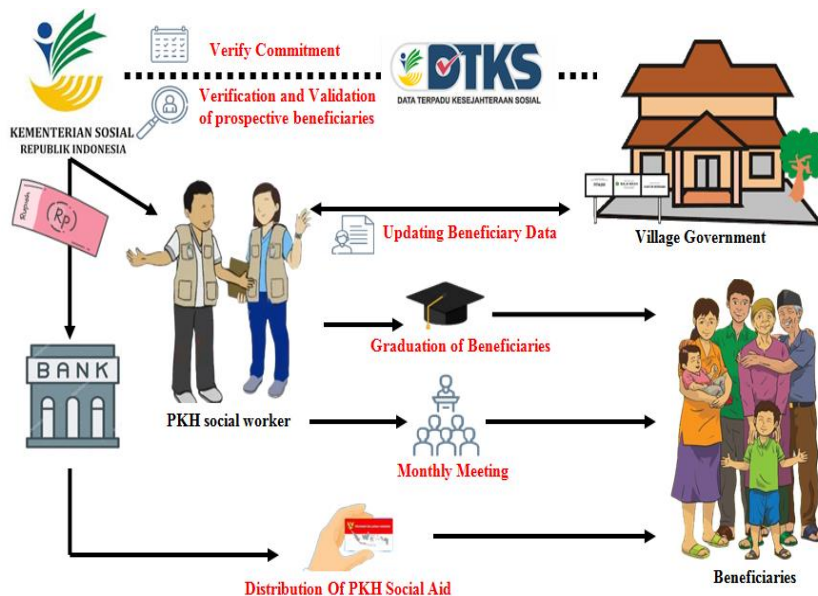 Verify Commitment
DTKS
DATA TERPADU KESEJAHTERAAN SOSIAL
Verification and Validation
of prospective beneficiaries
KEMENTERIAN SOSIAL
REPUBLIK INDONESIA
Rupiah
Rp
Updating Beneficiary Data
Village Government
Graduation of Beneficiaries
BANK
PKH social worker
Monthly Meeting
Distribution Of PKH Social Aid
Beneficiaries